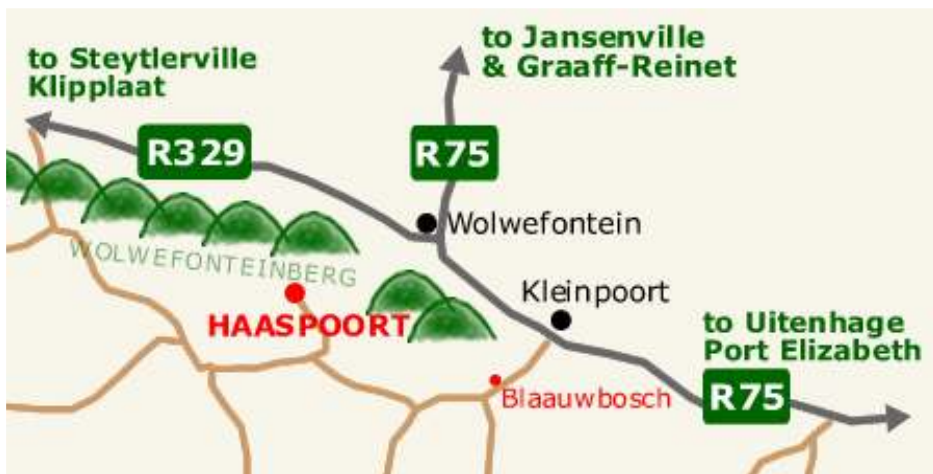 to Steytlerville
Klipplaat
to Jansenville
& Graaff-Reinet
R329
R75
Wolwefontein
WOLWEFONTEINBERG
Kleinpoort
HAASPOORT
to Uitenhage
Port Elizabeth
R75
Blaauwbosch